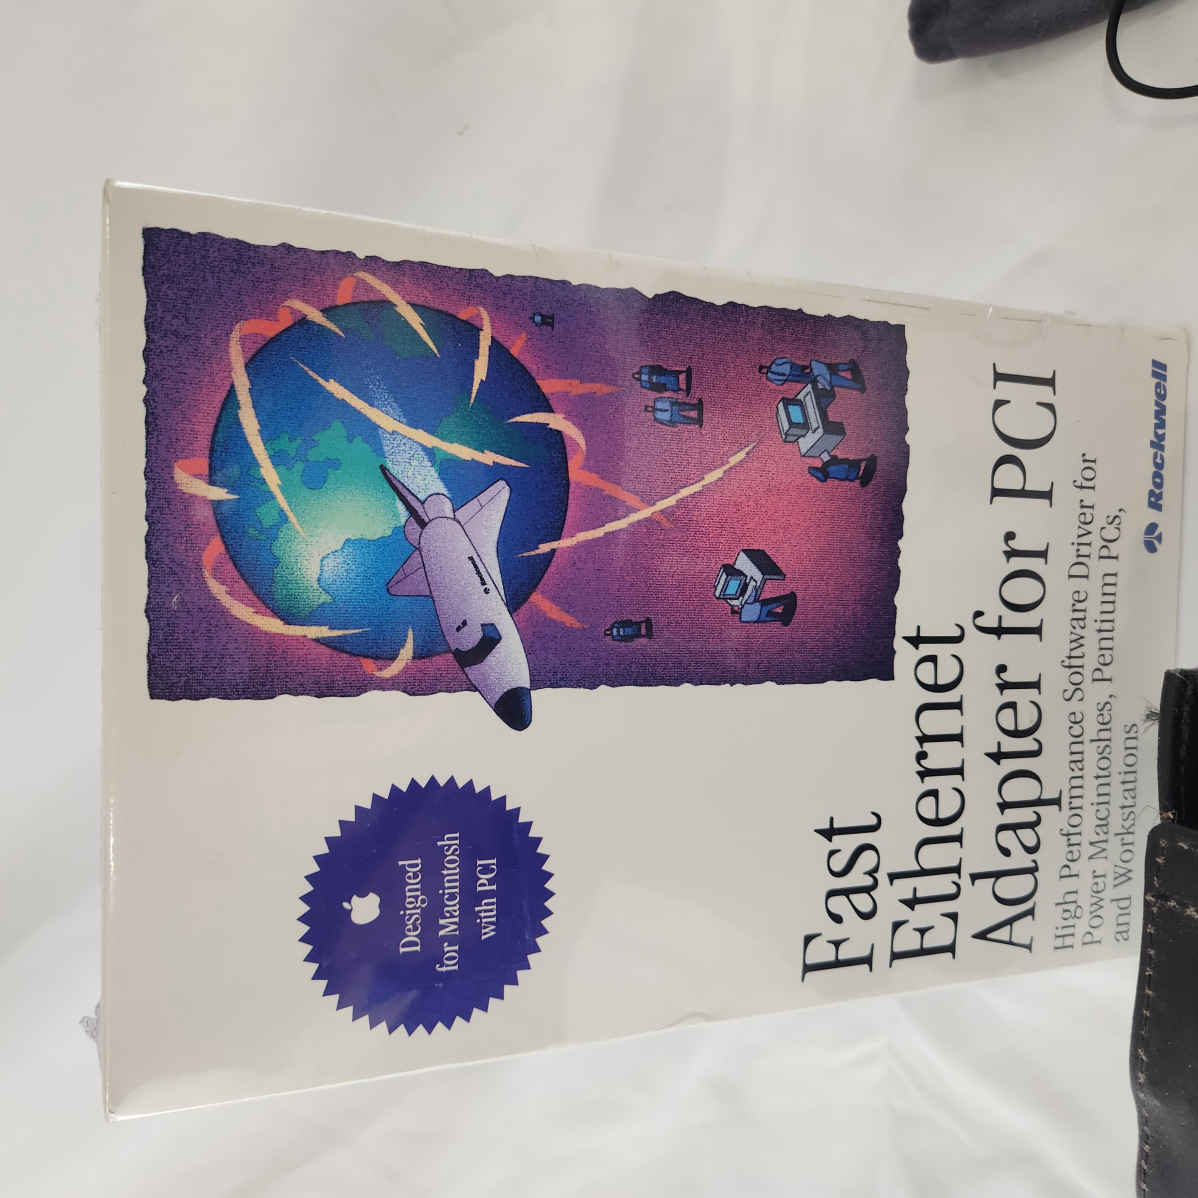 Designed
for Macintosh
with PCI
Fast
Ethernet
Adapter for PCI
High Performance Software Driver for
Power Macintoshes, Pentium PCs,
and Workstations
Rockwell